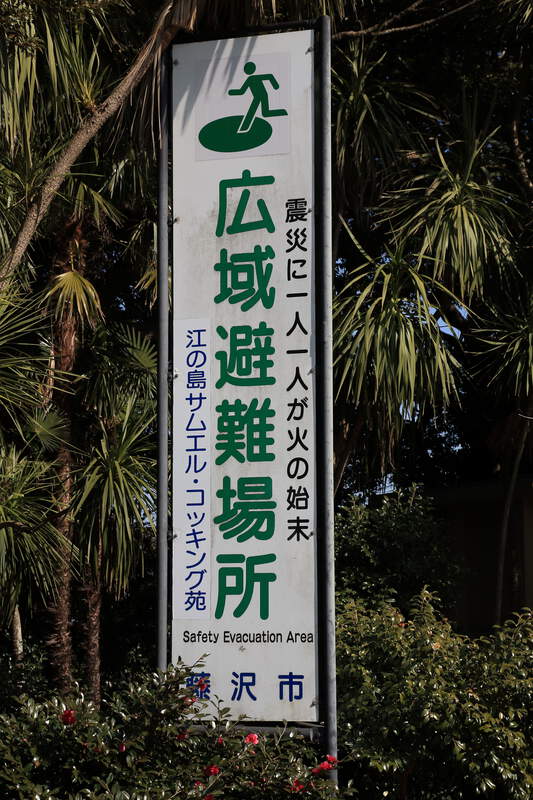 震災に一人一人が火の始末
広域避難場所
江の島サムエル・コッキング苑
Safety Evacuation Area
藤沢市